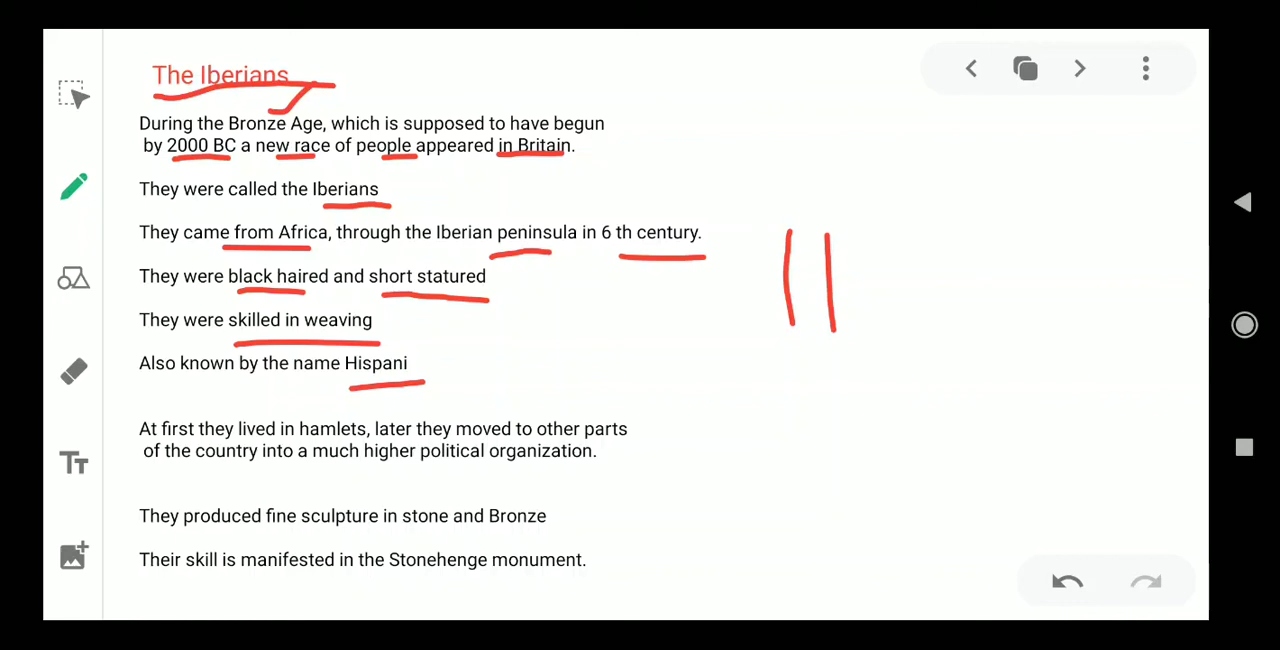 The Iberians
During the Bronze Age, which is supposed to have begun
by 2000 BC a new race of people appeared in Britain.
They were called the Iberians
They came from Africa, through the Iberian peninsula in 6 th century.
They were black haired and short statured
They were skilled in weaving
Also known by the name Hispani
At first they lived in hamlets, later they moved to other parts
of the country into a much higher political organization.
They produced fine sculpture in stone and Bronze
Their skill is manifested in the Stonehenge monument.
TT